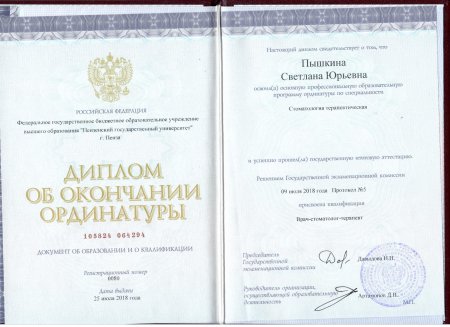 РОССИЙСКАЯ ФЕДЕРАЦИЯ
Федеральное государственное бюджетное образовательное учреждение
высшего образования "Пензенский государственный университет"
г. Пенза
ДИПЛОМ
ОБ ОКОНЧАНИИ
ОРДИНАТУРЫ
105824 064294
ДОКУМЕНТ ОБ ОБРАЗОВАНИИ И О КВАЛИФИКАЦИИ
Регистрационный номер
0080
Дата выдачи
25 июля 2018 года
Настоящий диплом свидетельствует о том, что
Пышкина
Светлана Юрьевна
освоил(а) основную профессиональную образовательную
программу ординатуры по специальности
Стоматология терапевтическая
и успешно прошел(ла) государственную итоговую аттестацию.
Решением Государственной экзаменационной комиссии
09 июля 2018 года Протокол №5
присвоена квалификация
Врач-стоматолог-терапевт
Председатель
Государственной
экзаменационной комиссии
Давыдова Н.Н.
Руководитель организации,
осуществляющей образовательную
деятельность
Артамонов Д.В.